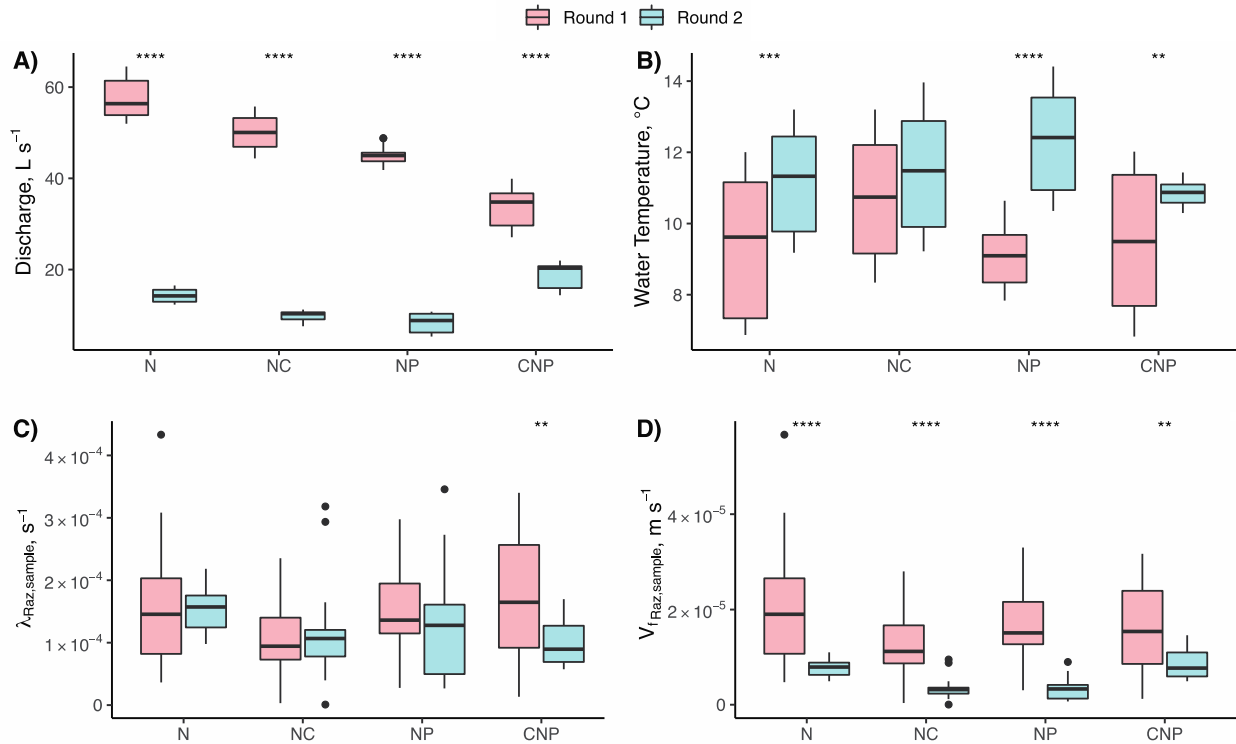 Round 1 Round 2
A)
**** **** **** ****
Discharge, L s⁻¹
60
40
20
N NC NP CNP
B)
*** **** **
Water Temperature, °C
14
12
10
8
N NC NP CNP
C)
**
λRaz,sample, s⁻¹
4 × 10⁻⁴
3 × 10⁻⁴
2 × 10⁻⁴
1 × 10⁻⁴
0
N NC NP CNP
D)
**** **** **** **
Vf Raz,sample, m s⁻¹
4 × 10⁻⁵
2 × 10⁻⁵
0
N NC NP CNP